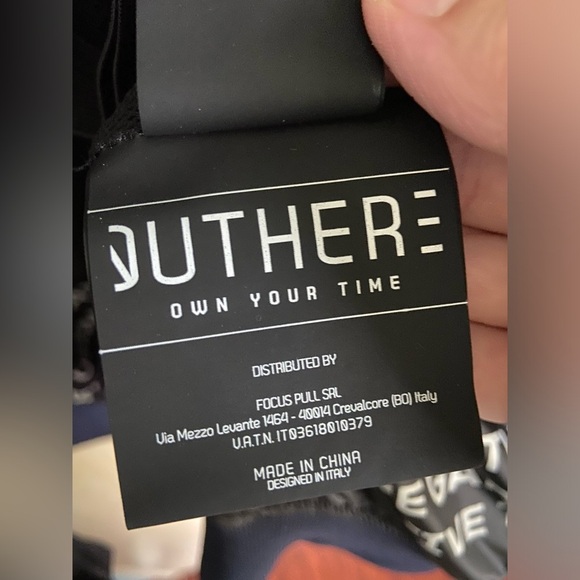 OUTHERE
OWN YOUR TIME
DISTRIBUTED BY
FOCUS PULL SRL
Via Mezzo Levante 1464 - 40014 Crevalcore (BO) Italy
V.A.T.N. IT03618010379
MADE IN CHINA
DESIGNED IN ITALY